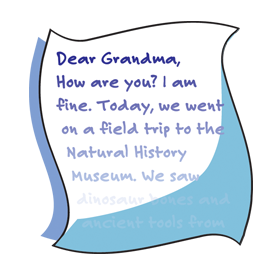 Dear Grandma,
How are you? I am
fine. Today, we went
on a field trip to the
Natural History
Museum. We saw
dinosaur bones and
ancient tools from